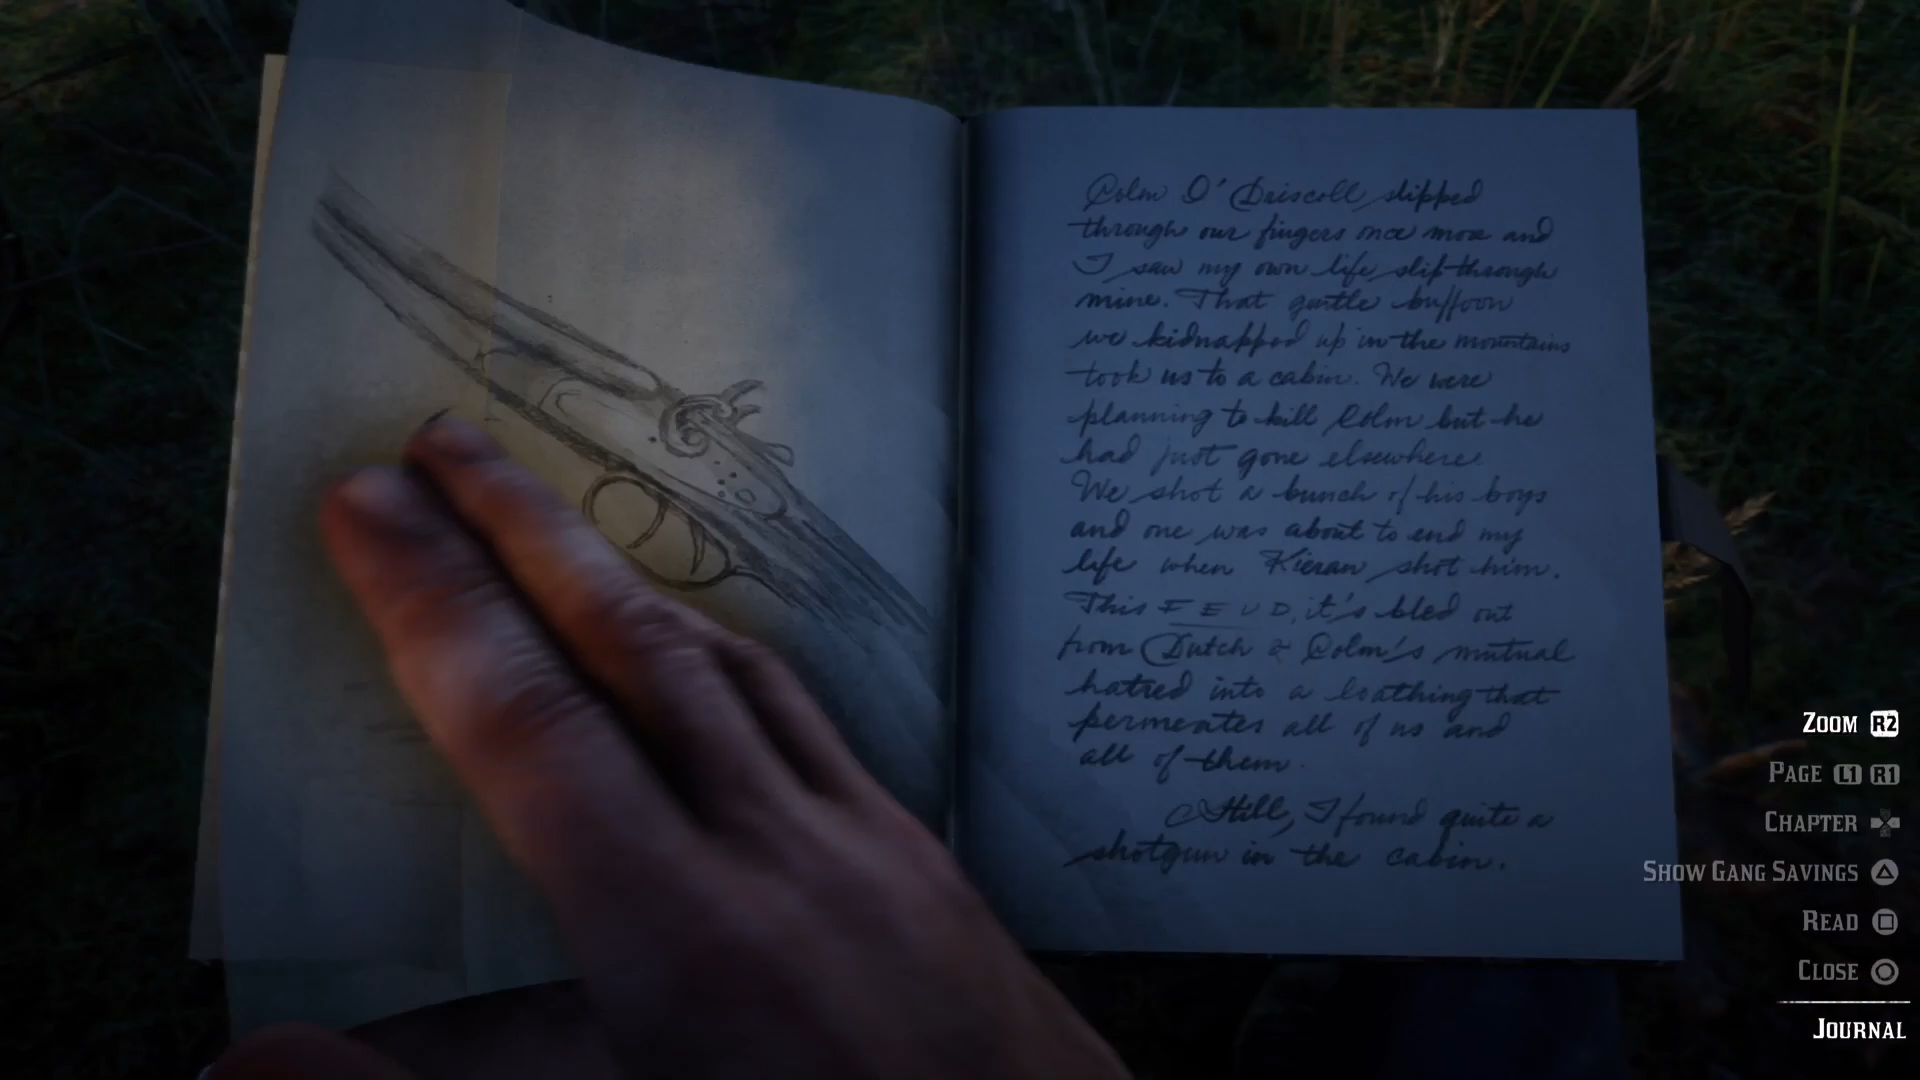 Colm O'Driscoll slipped
through our fingers once more and
I saw my own life slip through
mine. That gentle buffoon
we kidnapped up in the mountains
took us to a cabin. We were
planning to kill Colm but he
had just gone elsewhere.
We shot a bunch of his boys
and one was about to end my
life when Kieran shot him.
This FEUD, it's bled out
from Dutch & Colm's mutual
hatred into a loathing that
permeates all of us and
all of them.
Still, I found quite a
shotgun in the cabin.
ZOOM R2
PAGE L1 R1
CHAPTER
SHOW GANG SAVINGS
READ
CLOSE
JOURNAL